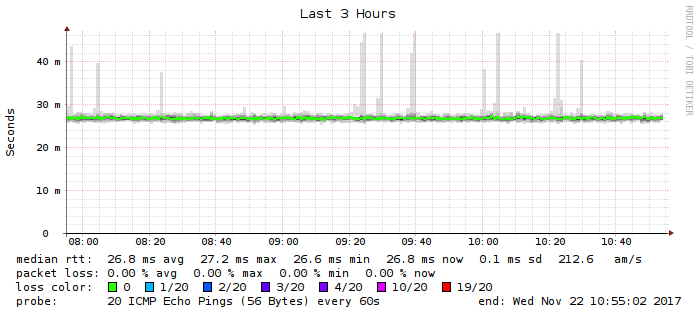 Last 3 Hours
RRDTOOL / TOBI OETIKER
Seconds
40 m
30 m
20 m
10 m
0
08:00 08:20 08:40 09:00 09:20 09:40 10:00 10:20 10:40
median rtt: 26.8 ms avg 27.2 ms max 26.6 ms min 26.8 ms now 0.1 ms sd 212.6 am/s
packet loss: 0.00 % avg 0.00 % max 0.00 % min 0.00 % now
loss color: 0 1/20 2/20 3/20 4/20 10/20 19/20
probe: 20 ICMP Echo Pings (56 Bytes) every 60s end: Wed Nov 22 10:55:02 2017